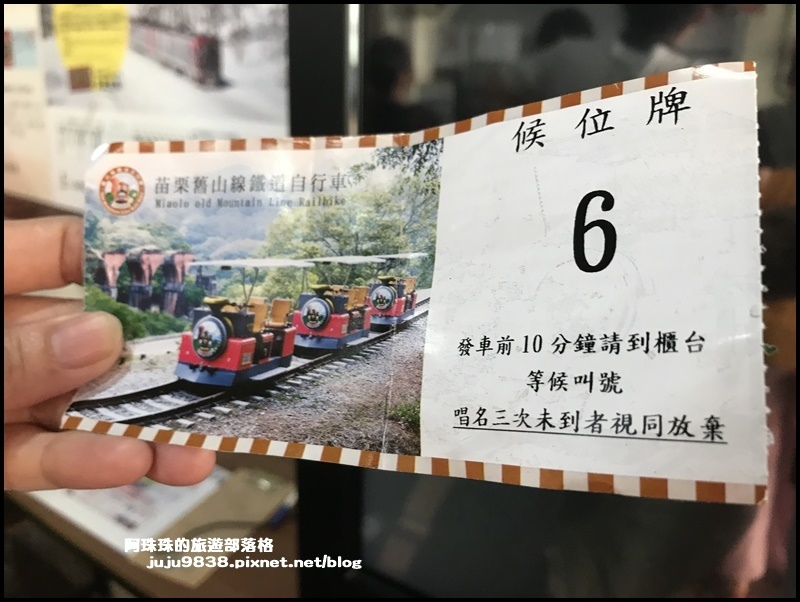 苗栗舊山線鐵道自行車
Miaoly old Mountain Line Railbike
候位牌
6
發車前10分鐘請到櫃台
等候叫號
唱名三次未到者視同放棄
阿珠珠的旅遊部落格
juju9838.pixnet.net/blog